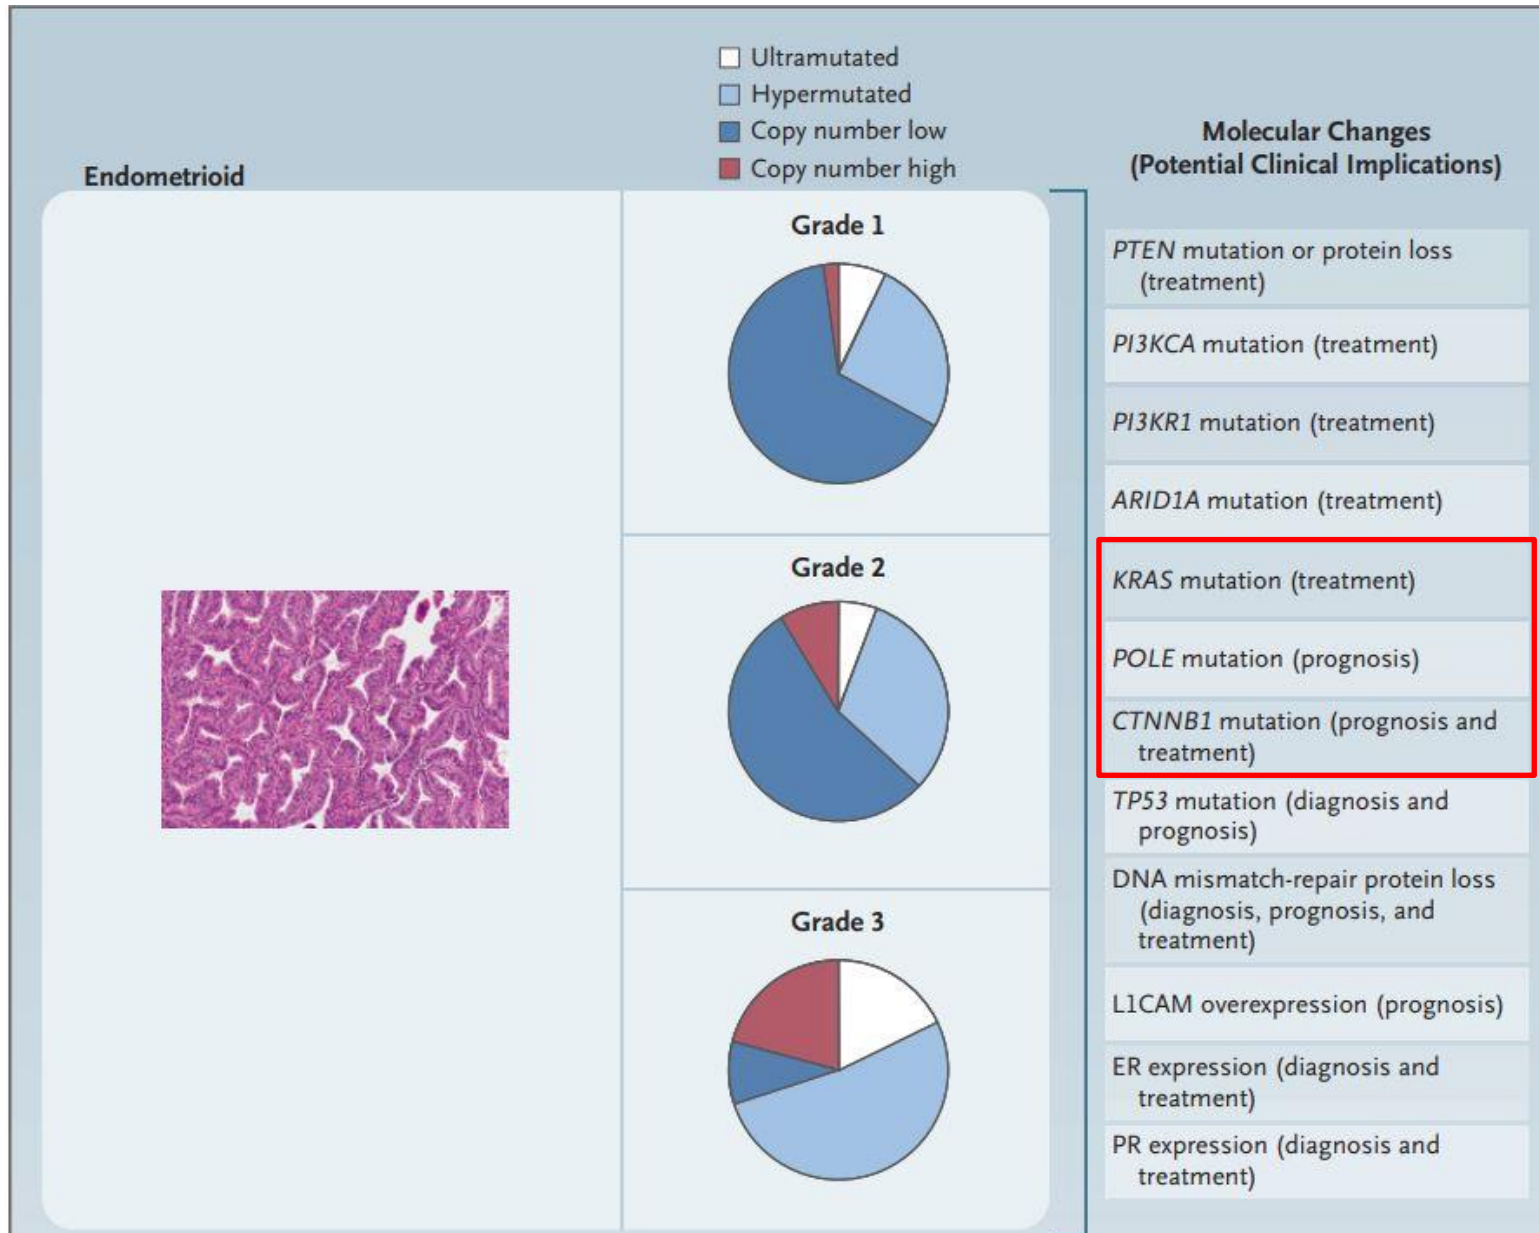 Ultramutated
Hypermutated
Copy number low
Copy number high
Endometrioid
Molecular Changes
(Potential Clinical Implications)
Grade 1
Grade 2
Grade 3
PTEN mutation or protein loss
(treatment)
PI3KCA mutation (treatment)
PI3KR1 mutation (treatment)
ARID1A mutation (treatment)
KRAS mutation (treatment)
POLE mutation (prognosis)
CTNNB1 mutation (prognosis and
treatment)
TP53 mutation (diagnosis and
prognosis)
DNA mismatch-repair protein loss
(diagnosis, prognosis, and
treatment)
L1CAM overexpression (prognosis)
ER expression (diagnosis and
treatment)
PR expression (diagnosis and
treatment)